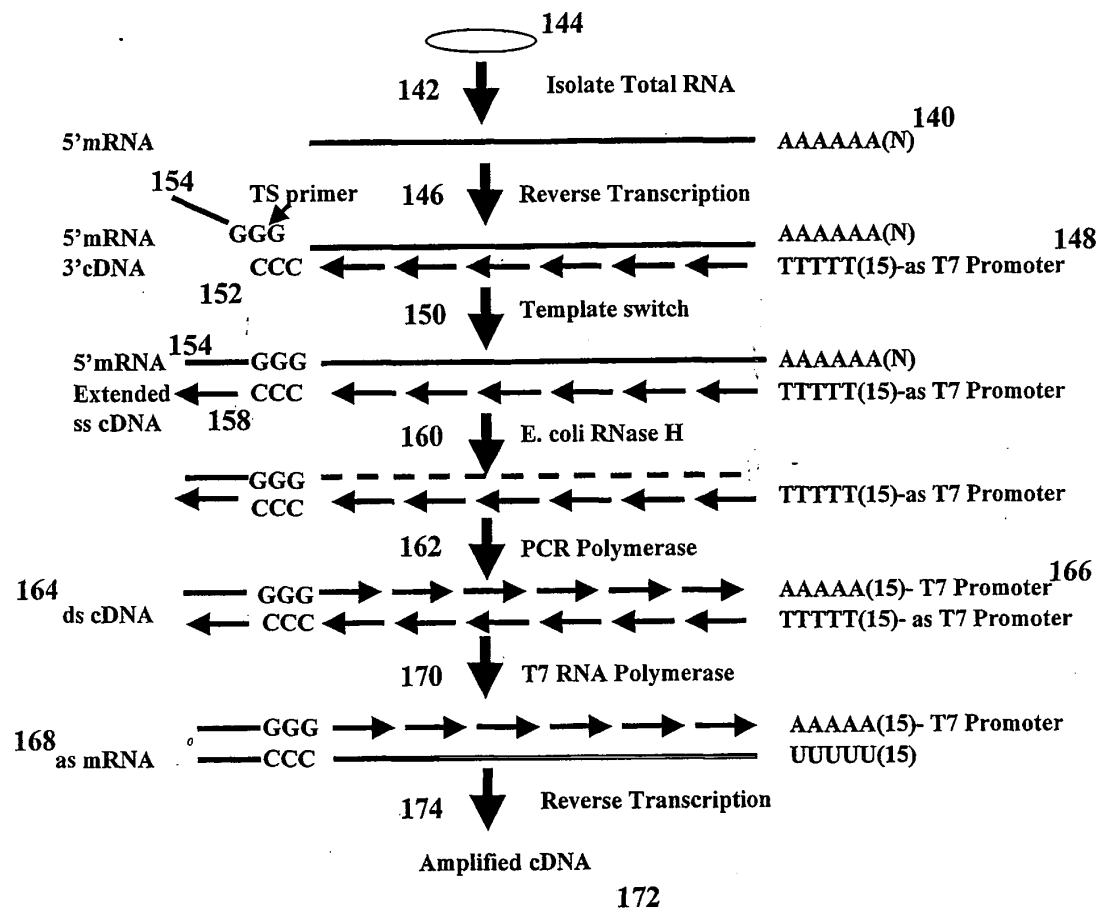 144
142 Isolate Total RNA
5'mRNA AAAAAA(N) 140
154 TS primer 146 Reverse Transcription
GGG
5'mRNA AAAAAA(N) 148
3'cDNA CCC TTTTT(15)-as T7 Promoter
152 150 Template switch
5'mRNA 154 GGG AAAAAA(N)
Extended CCC TTTTT(15)-as T7 Promoter
ss cDNA 158 160 E. coli RNase H
GGG
CCC TTTTT(15)-as T7 Promoter
162 PCR Polymerase
164 GGG AAAAA(15)- T7 Promoter 166
ds cDNA CCC TTTTT(15)- as T7 Promoter
170 T7 RNA Polymerase
GGG AAAAA(15)- T7 Promoter
168 as mRNA CCC UUUUU(15)
174 Reverse Transcription
Amplified cDNA
172